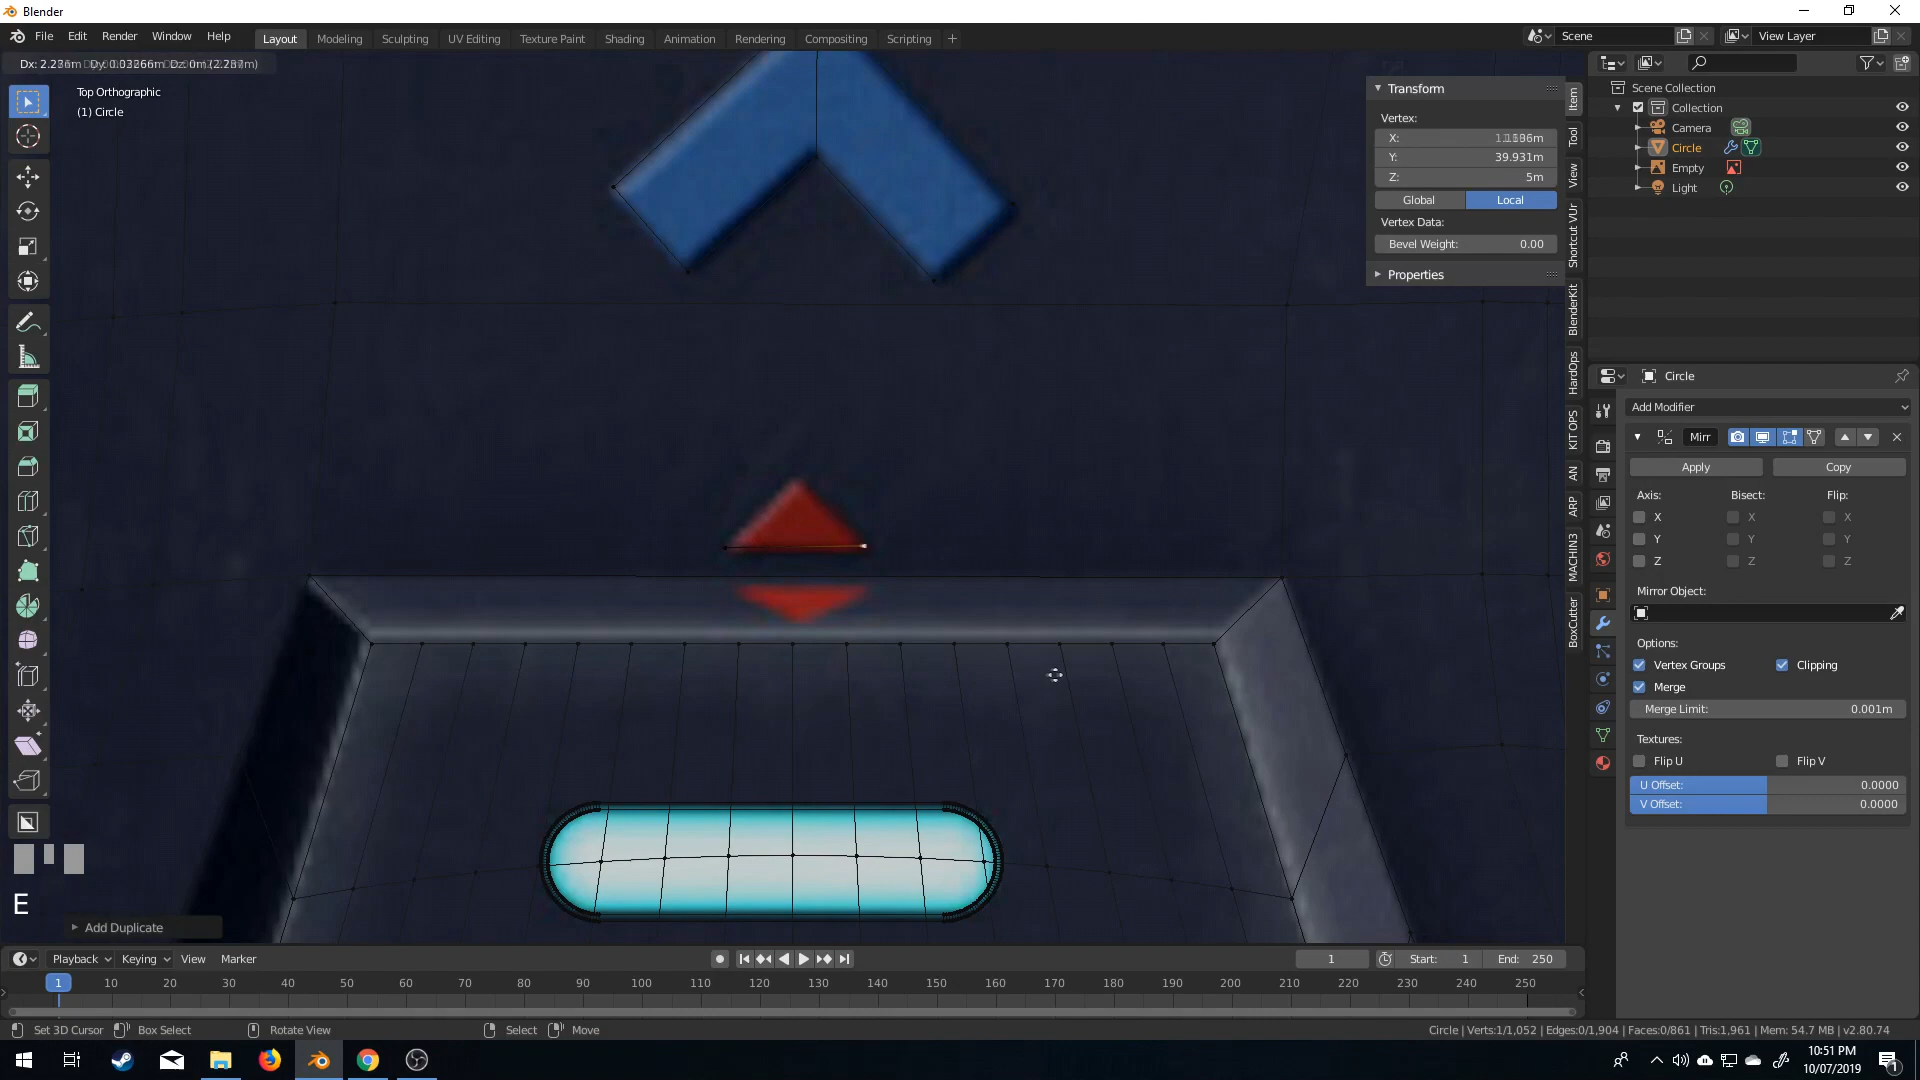 Blender
File Edit Render Window Help
Layout Modeling Sculpting UV Editing Texture Paint Shading Animation Rendering Compositing Scripting +
Scene
View Layer
Top Orthographic
(1) Circle
Transform
Vertex:
X:
Y: 39.931m
Z: 5m
Global Local
Vertex Data:
Bevel Weight: 0.00
Properties
Item
Tool
View
Shortcut VUr
BlenderKit
HardOps
KIT OPS
AN
ARP
MACHIN3
BoxCutter
Scene Collection
Collection
Camera
Circle
Empty
Light
Circle
Add Modifier
Mirr
Apply Copy
Axis: Bisect: Flip:
X X X
Y Y Y
Z Z Z
Mirror Object:
Options:
Vertex Groups Clipping
Merge
Merge Limit: 0.001m
Textures:
Flip U Flip V
U Offset: 0.0000
V Offset: 0.0000
E
Add Duplicate
Playback Keying View Marker
1 Start: 1 End: 250
1 10 20 30 40 50 60 70 80 90 100 110 120 130 140 150 160 170 180 190 200 210 220 230 240 250
Set 3D Cursor Box Select Rotate View Select Move
Circle | Verts:1/1,052 | Edges:0/1,904 | Faces:0/861 | Tris:1,961 | Mem: 54.7 MB | v2.80.74
10:51 PM
10/07/2019
1